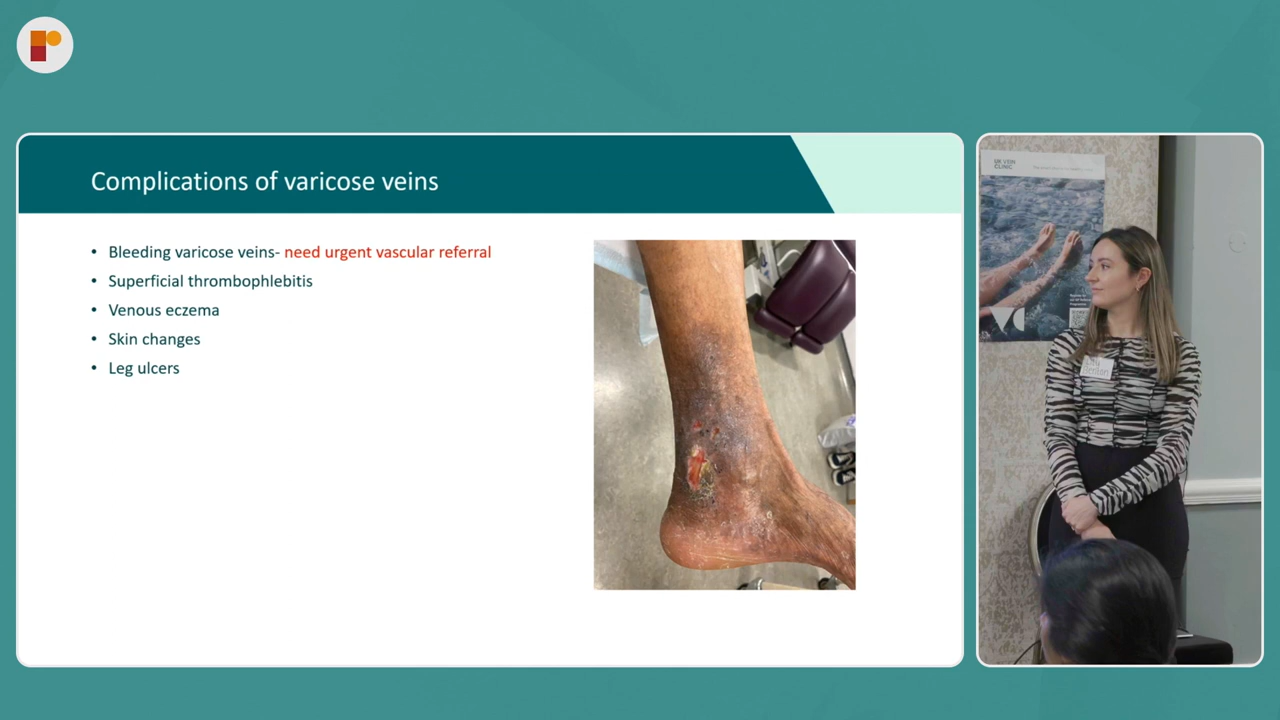 Complications of varicose veins
• Bleeding varicose veins- need urgent vascular referral
• Superficial thrombophlebitis
• Venous eczema
• Skin changes
• Leg ulcers
UK VEIN
CLINIC